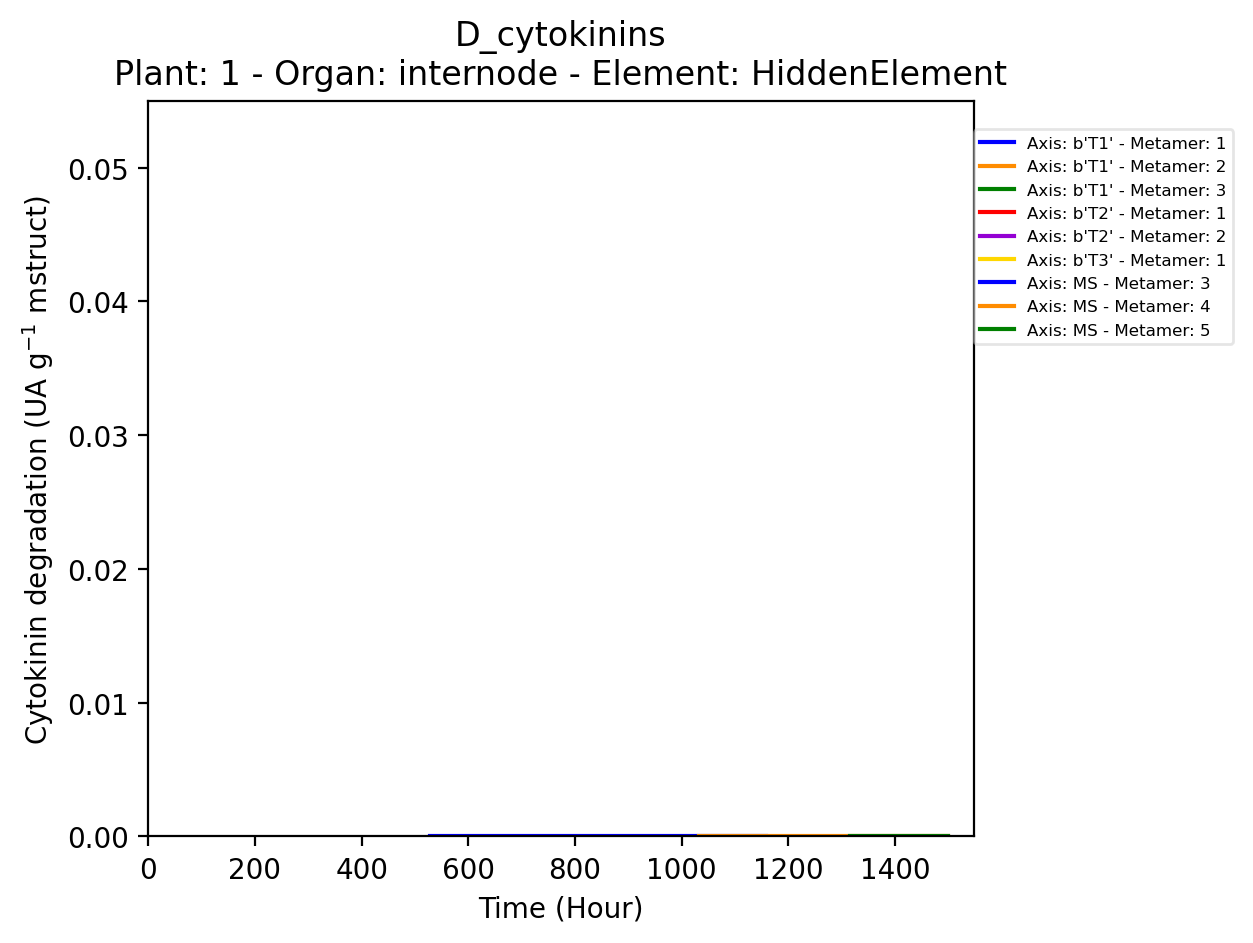 D_cytokinins
Plant: 1 - Organ: internode - Element: HiddenElement
Cytokinin degradation (UA g⁻¹ mstruct)
0.05
0.04
0.03
0.02
0.01
0.00
0 200 400 600 800 1000 1200 1400
Time (Hour)
Axis: b'T1' - Metamer: 1
Axis: b'T1' - Metamer: 2
Axis: b'T1' - Metamer: 3
Axis: b'T2' - Metamer: 1
Axis: b'T2' - Metamer: 2
Axis: b'T3' - Metamer: 1
Axis: MS - Metamer: 3
Axis: MS - Metamer: 4
Axis: MS - Metamer: 5